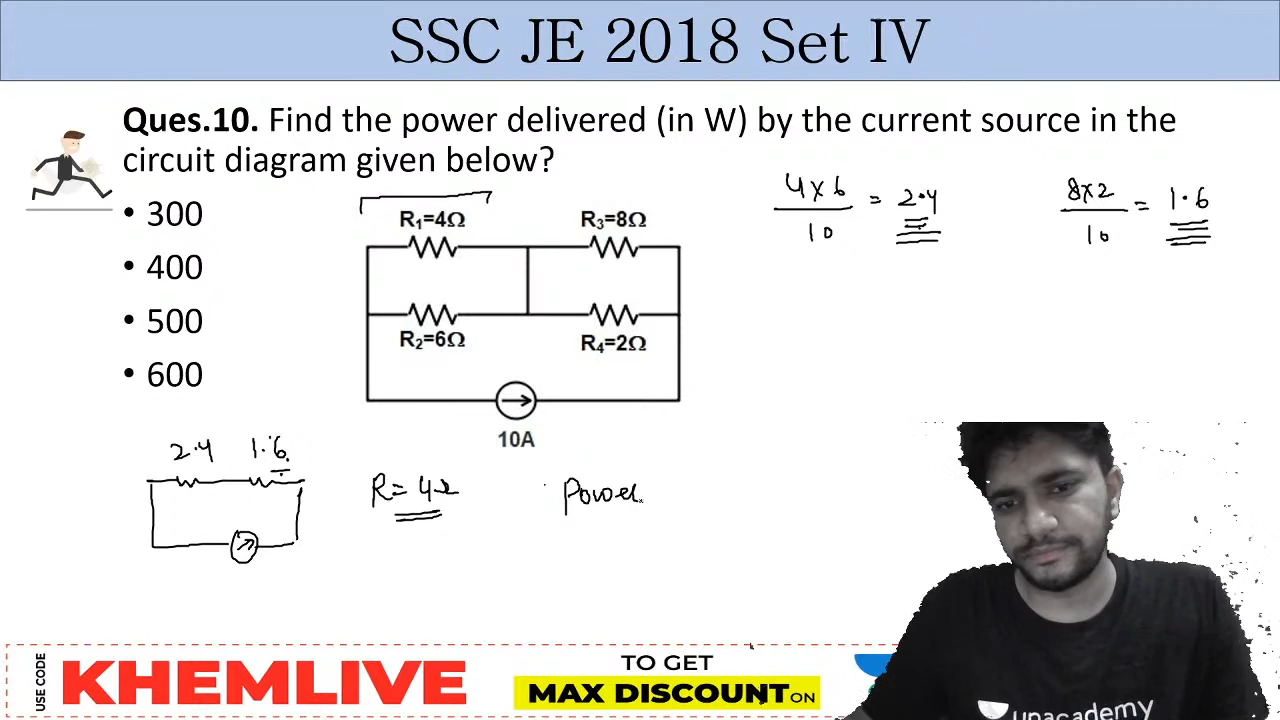 SSC JE 2018 Set IV
Ques.10. Find the power delivered (in W) by the current source in the
circuit diagram given below?
• 300
• 400
• 500
• 600
R₁=4Ω
R₃=8Ω
R₂=6Ω
R₄=2Ω
10A
4×6
10
= 2.4
8×2
10
= 1.6
2.4 1.6
R = 4Ω
Power
USE CODE
KHEMLIVE
TO GET
MAX DISCOUNT ON
unacademy